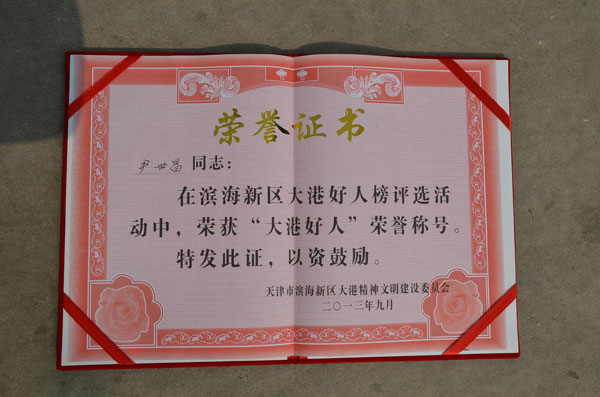 荣誉证书
尹世昌 同志：
在滨海新区大港好人榜评选活
动中，荣获“大港好人”荣誉称号。
特发此证，以资鼓励。
天津市滨海新区大港精神文明建设委员会
二〇一三年九月